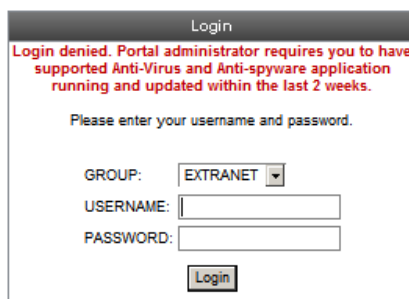 Login
Login denied. Portal administrator requires you to have
supported Anti-Virus and Anti-spyware application
running and updated within the last 2 weeks.
Please enter your username and password.
GROUP: EXTRANET
USERNAME:
PASSWORD:
Login